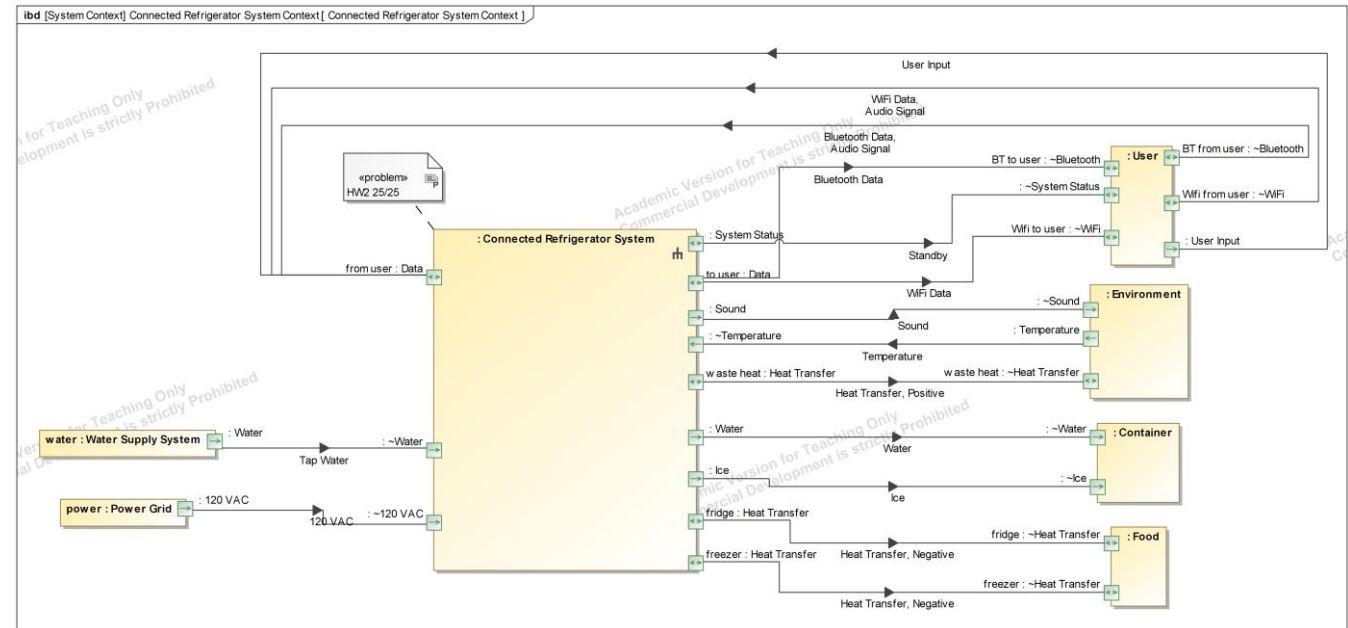 ibd [System Context] Connected Refrigerator System Context [ Connected Refrigerator System Context ]
User Input
WiFi Data,
Audio Signal
Bluetooth Data,
Audio Signal
Bluetooth Data
BT to user : ~Bluetooth
: User
BT from user : ~Bluetooth
: ~System Status
Wifi from user : ~WiFi
Wifi to user : ~WiFi
: User Input
«problem»
HW2 25/25
: Connected Refrigerator System
: System Status
Standby
from user : Data
to user : Data
WiFi Data
: Sound
Sound
: ~Sound
: Environment
: ~Temperature
Temperature
: Temperature
waste heat : Heat Transfer
Heat Transfer, Positive
waste heat : ~Heat Transfer
water : Water Supply System
: Water
Tap Water
: ~Water
: Water
Water
: ~Water
: Container
: Ice
Ice
: ~Ice
power : Power Grid
: 120 VAC
120 VAC
: ~120 VAC
fridge : Heat Transfer
Heat Transfer, Negative
fridge : ~Heat Transfer
: Food
freezer : Heat Transfer
Heat Transfer, Negative
freezer : ~Heat Transfer
Academic Version for Teaching Only
Commercial Development is strictly Prohibited